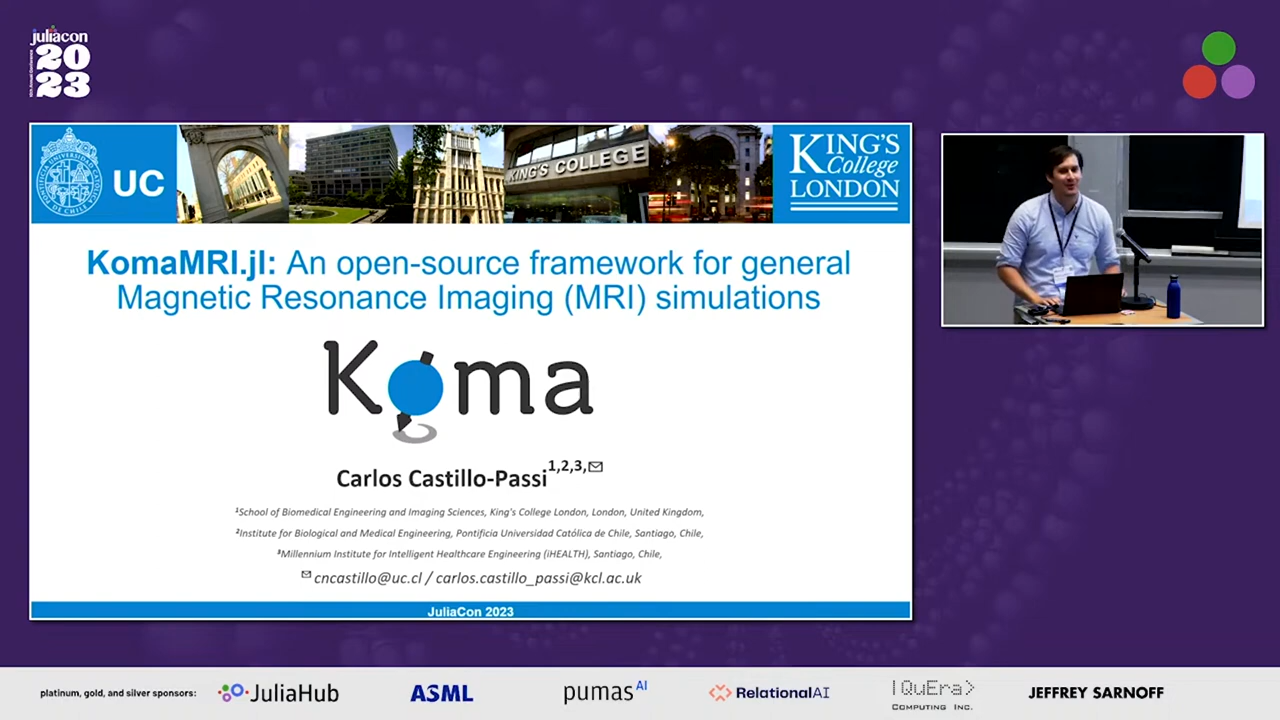 juliacon
20
23
UC
KING'S COLLEGE
KING'S
College
LONDON
KomaMRI.jl: An open-source framework for general
Magnetic Resonance Imaging (MRI) simulations
Koma
Carlos Castillo-Passi1,2,3,✉
1School of Biomedical Engineering and Imaging Sciences, King's College London, London, United Kingdom,
2Institute for Biological and Medical Engineering, Pontificia Universidad Católica de Chile, Santiago, Chile,
3Millennium Institute for Intelligent Healthcare Engineering (iHEALTH), Santiago, Chile,
✉ cncastillo@uc.cl / carlos.castillo_passi@kcl.ac.uk
JuliaCon 2023
platinum, gold, and silver sponsors: JuliaHub ASML pumasAI RelationalAI |QuEra> COMPUTING INC. JEFFREY SARNOFF